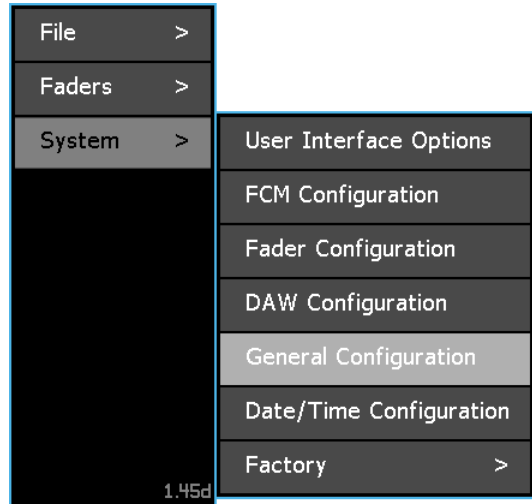 File >
Faders >
System >
User Interface Options
FCM Configuration
Fader Configuration
DAW Configuration
General Configuration
Date/Time Configuration
Factory >
1.45d